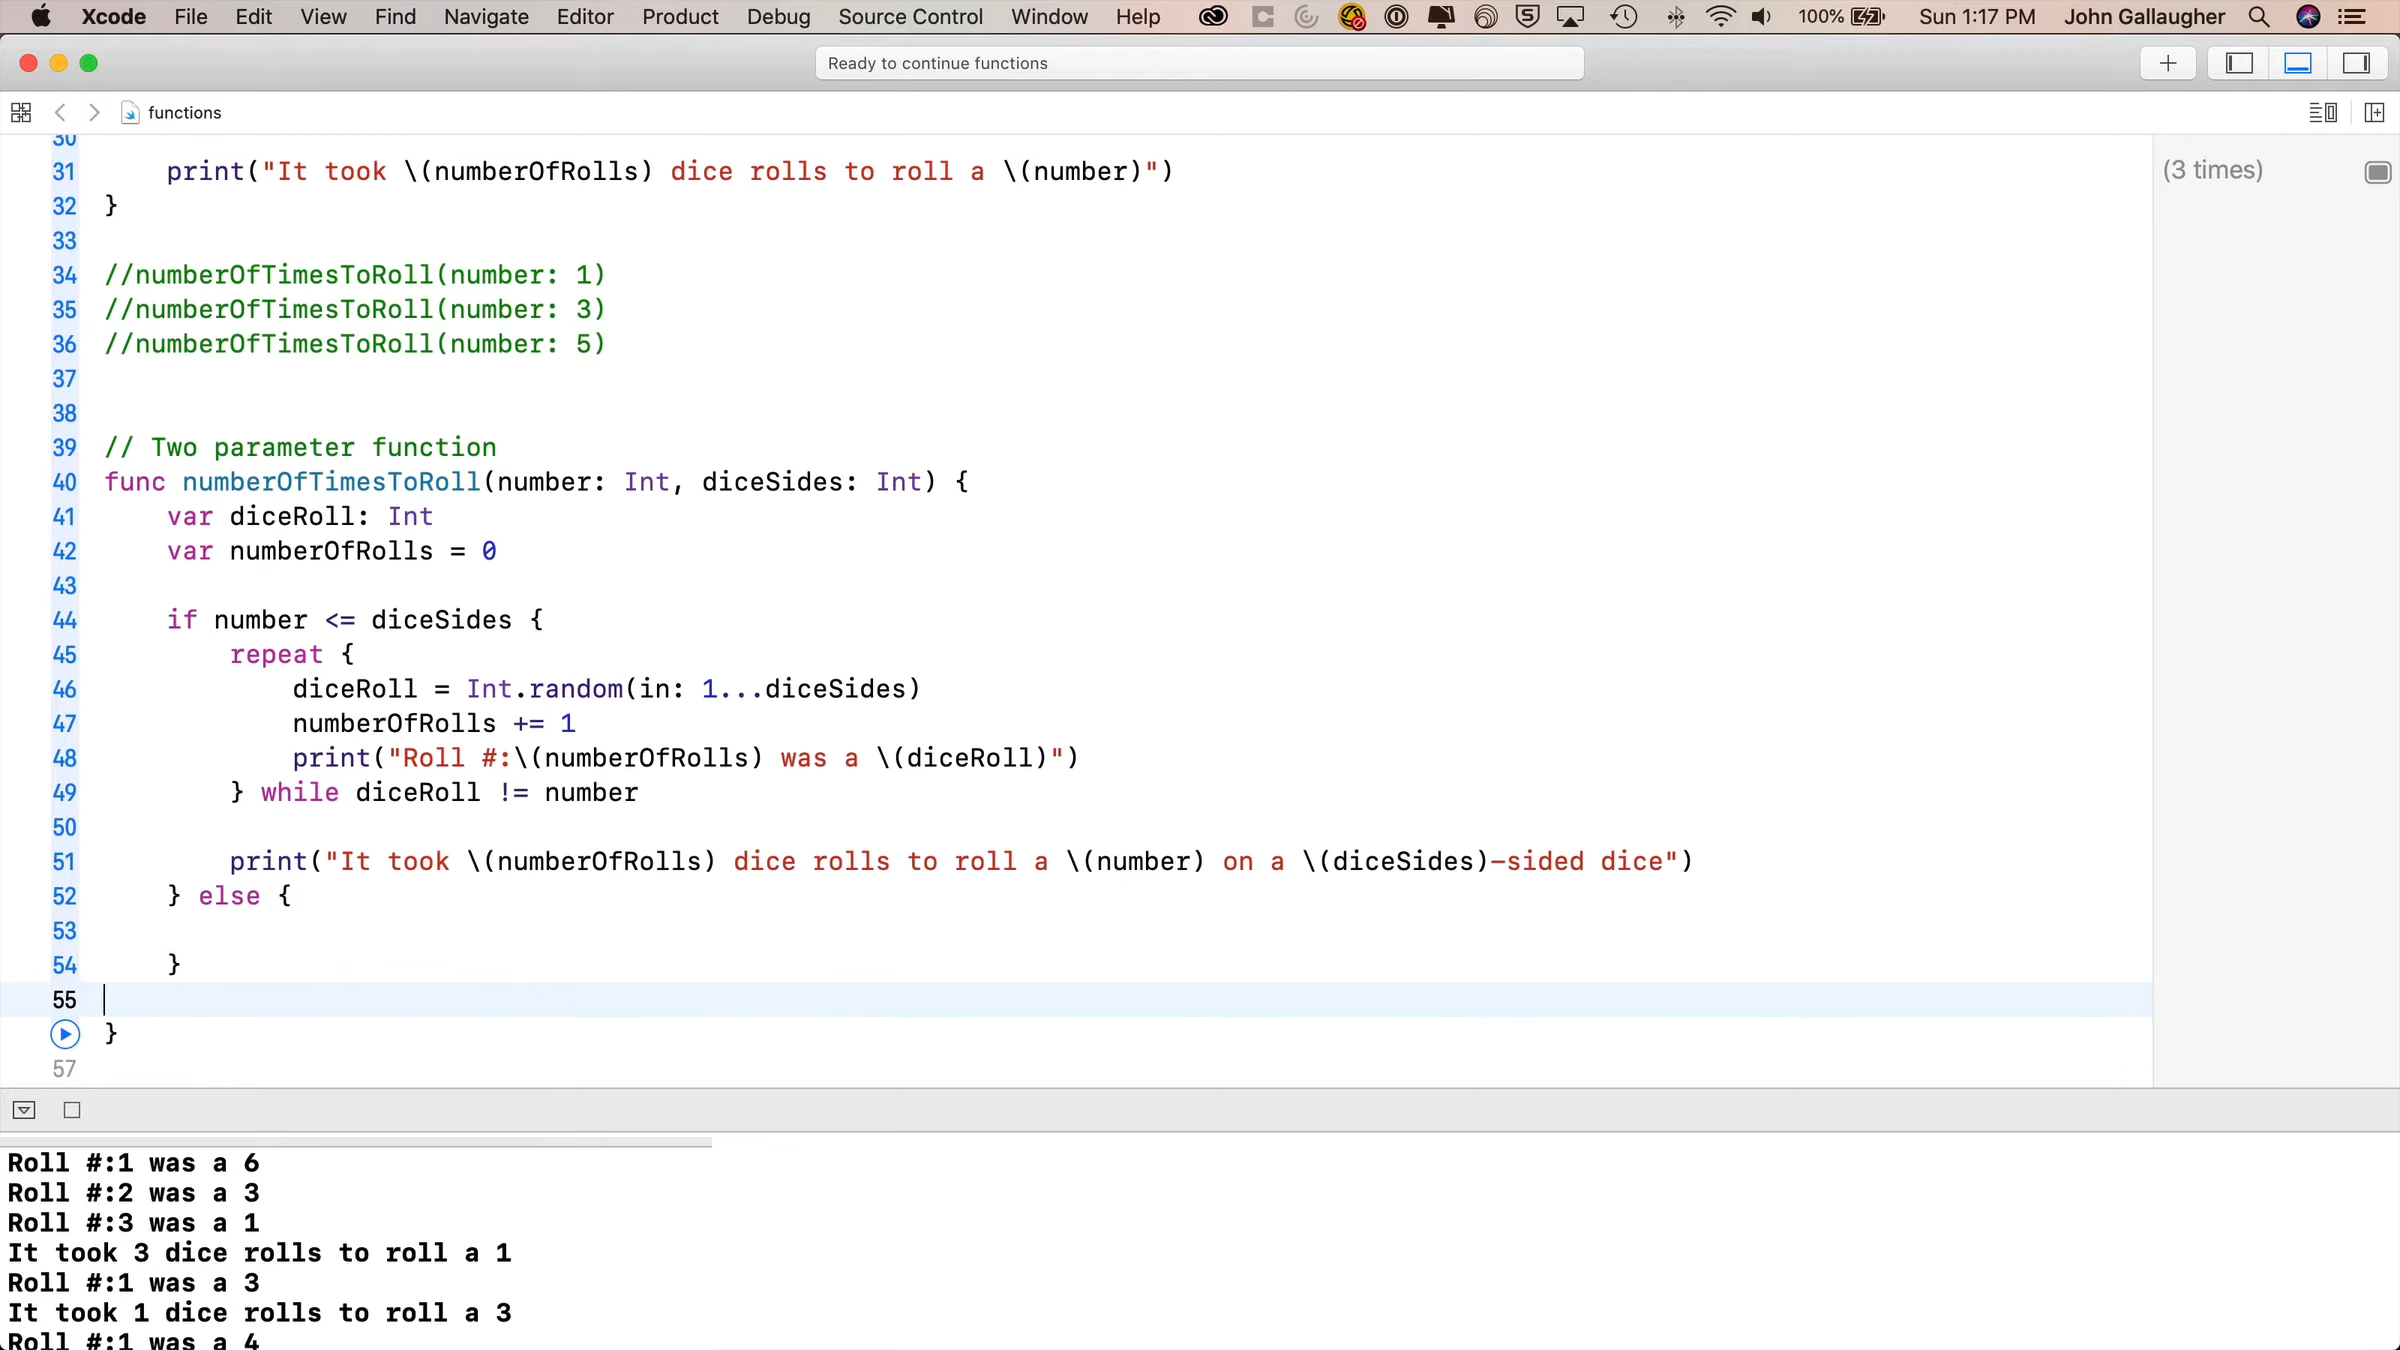 Xcode File Edit View Find Navigate Editor Product Debug Source Control Window Help 100% Sun 1:17 PM John Gallaugher
Ready to continue functions
functions
30
31 print("It took \(numberOfRolls) dice rolls to roll a \(number)") (3 times)
32 }
33
34 //numberOfTimesToRoll(number: 1)
35 //numberOfTimesToRoll(number: 3)
36 //numberOfTimesToRoll(number: 5)
37
38
39 // Two parameter function
40 func numberOfTimesToRoll(number: Int, diceSides: Int) {
41 var diceRoll: Int
42 var numberOfRolls = 0
43
44 if number <= diceSides {
45 repeat {
46 diceRoll = Int.random(in: 1...diceSides)
47 numberOfRolls += 1
48 print("Roll #:\(numberOfRolls) was a \(diceRoll)")
49 } while diceRoll != number
50
51 print("It took \(numberOfRolls) dice rolls to roll a \(number) on a \(diceSides)-sided dice")
52 } else {
53
54 }
55
}
57
Roll #:1 was a 6
Roll #:2 was a 3
Roll #:3 was a 1
It took 3 dice rolls to roll a 1
Roll #:1 was a 3
It took 1 dice rolls to roll a 3
Roll #:1 was a 4